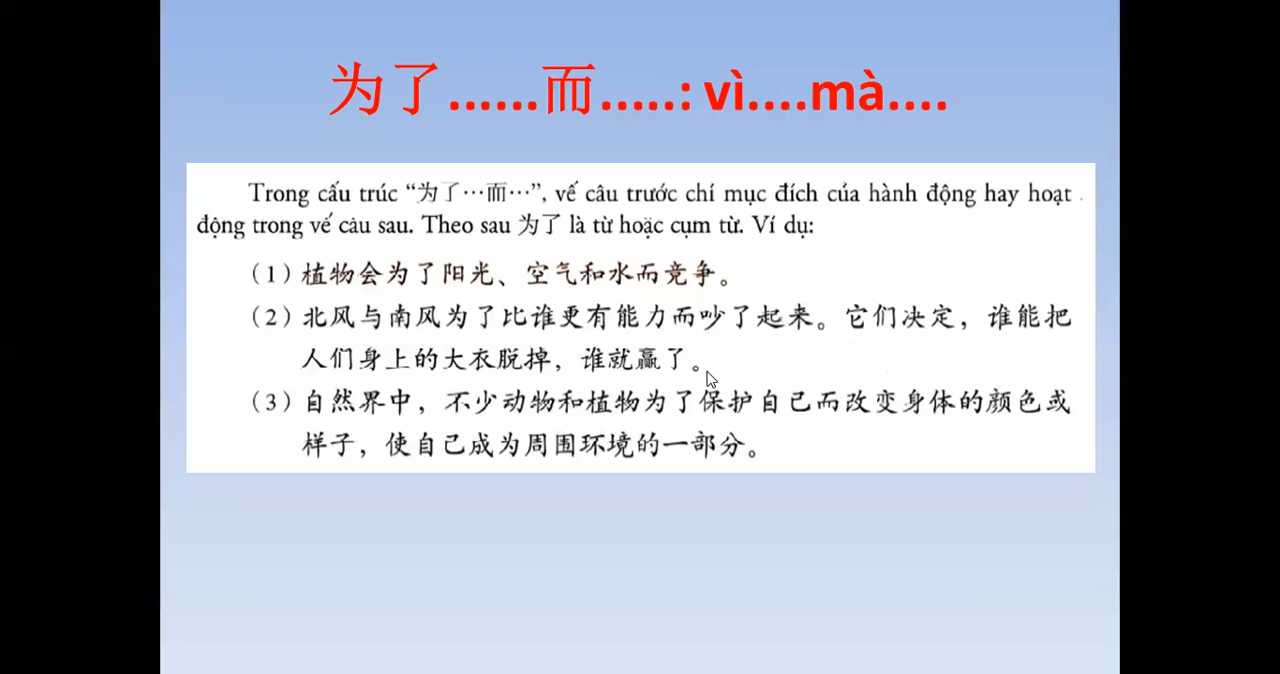 为了......而.....: vì....mà....
Trong cấu trúc “为了…而…”, vế câu trước chỉ mục đích của hành động hay hoạt
động trong vế câu sau. Theo sau 为了 là từ hoặc cụm từ. Ví dụ:
（1）植物会为了阳光、空气和水而竞争。
（2）北风与南风为了比谁更有能力而吵了起来。它们决定，谁能把
人们身上的大衣脱掉，谁就赢了。
（3）自然界中，不少动物和植物为了保护自己而改变身体的颜色或
样子，使自己成为周围环境的一部分。